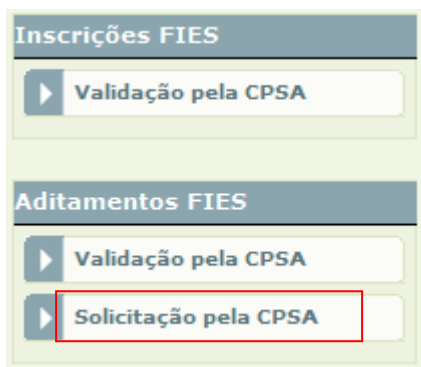 Inscrições FIES
Validação pela CPSA
Aditamentos FIES
Validação pela CPSA
Solicitação pela CPSA